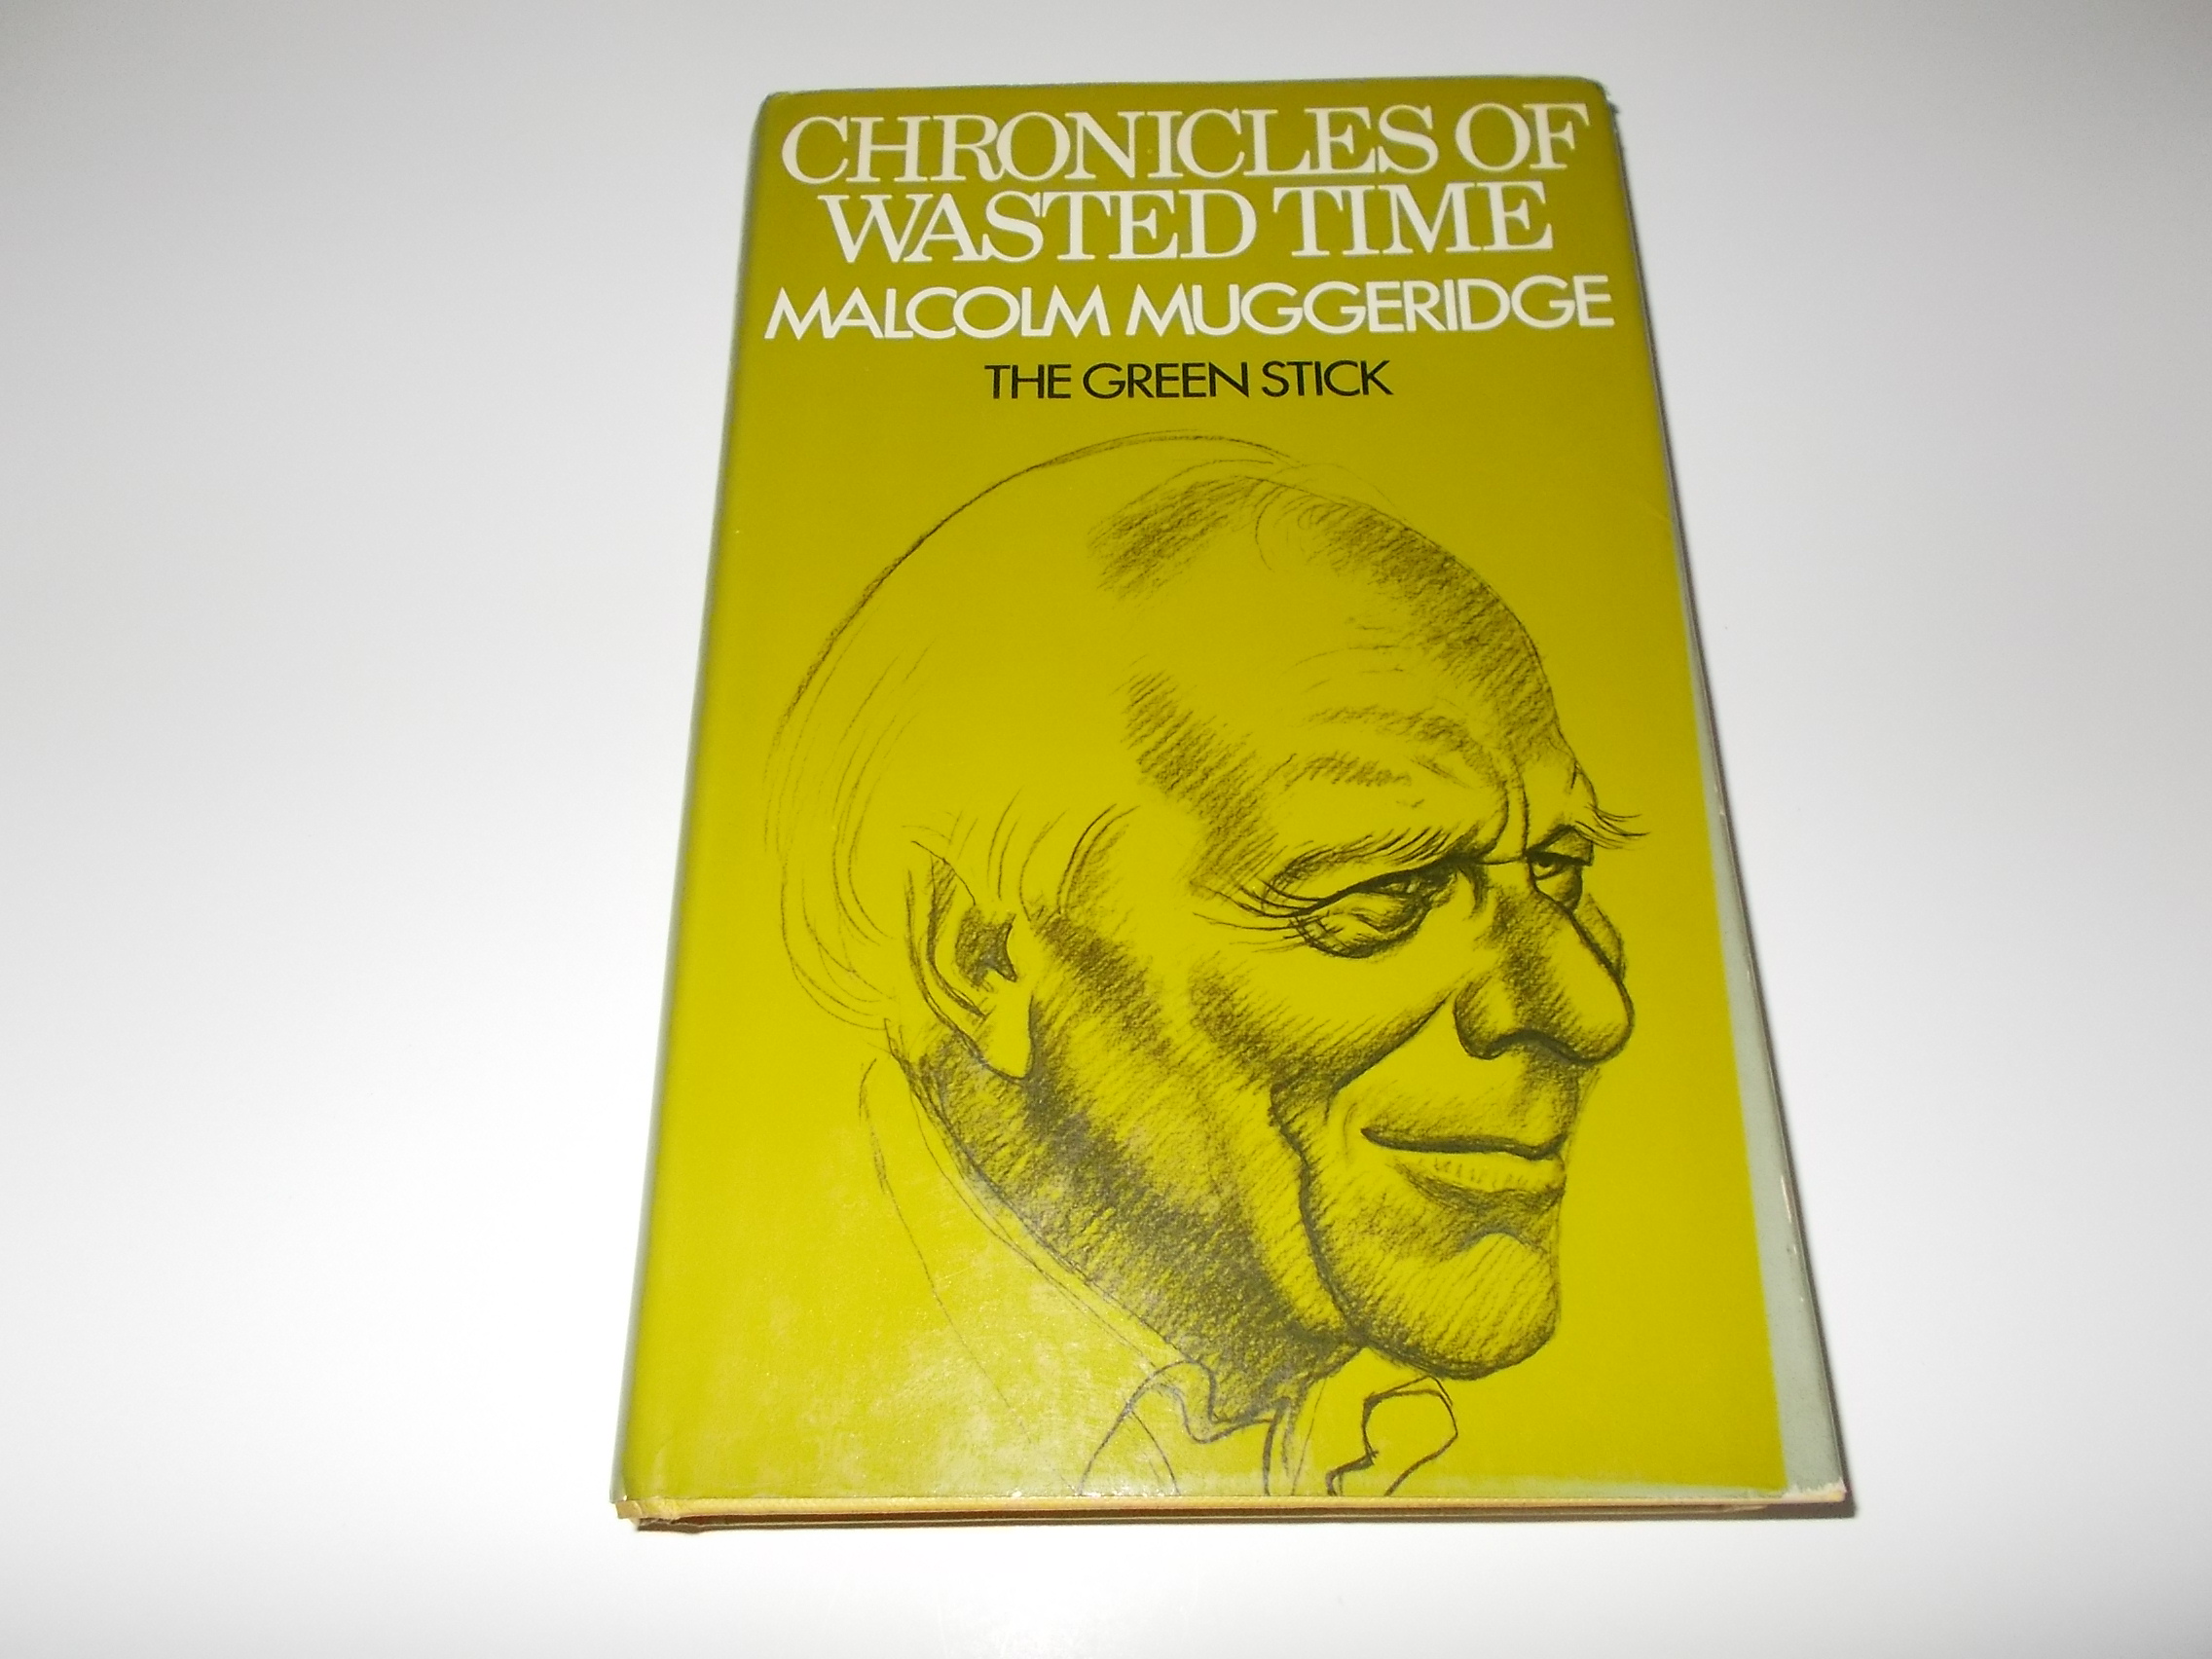 CHRONICLES OF
WASTED TIME
MALCOLM MUGGERIDGE
THE GREEN STICK